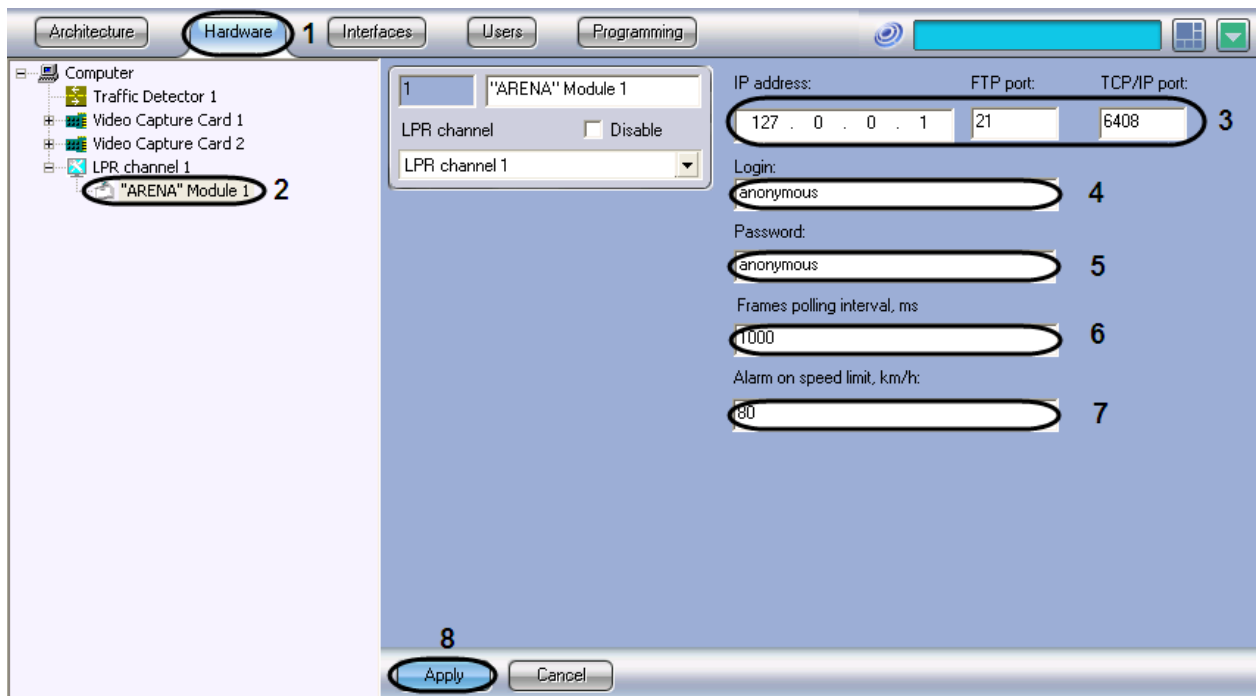 Architecture Hardware 1 Interfaces Users Programming
Computer
Traffic Detector 1
Video Capture Card 1
Video Capture Card 2
LPR channel 1
"ARENA" Module 1 2
1 "ARENA" Module 1
LPR channel Disable
LPR channel 1
IP address: FTP port: TCP/IP port:
127 . 0 . 0 . 1 21 6408 3
Login:
anonymous 4
Password:
anonymous 5
Frames polling interval, ms
1000 6
Alarm on speed limit, km/h:
80 7
8
Apply Cancel